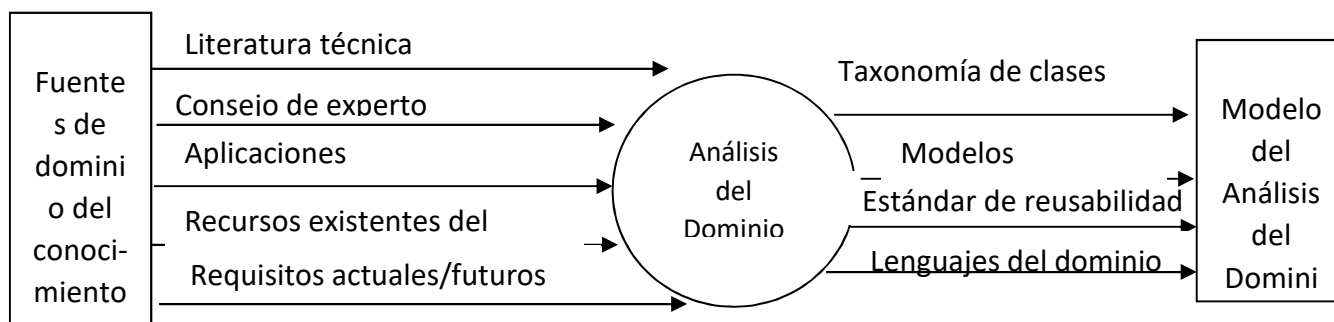 Fuente
s de
domini
o del
conoci-
miento
Literatura técnica
Consejo de experto
Aplicaciones
Recursos existentes del
Requisitos actuales/futuros
Análisis
del
Dominio
Taxonomía de clases
Modelos
Estándar de reusabilidad
Lenguajes del dominio
Modelo
del
Análisis
del
Domini